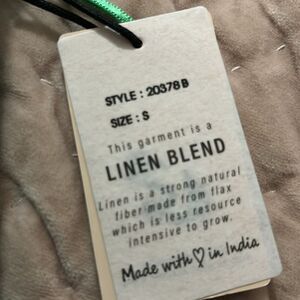 STYLE : 20378 B
SIZE : S
This garment is a
LINEN BLEND
Linen is a strong natural
fiber made from flax
which is less resource
intensive to grow.
Made with ♡ in India